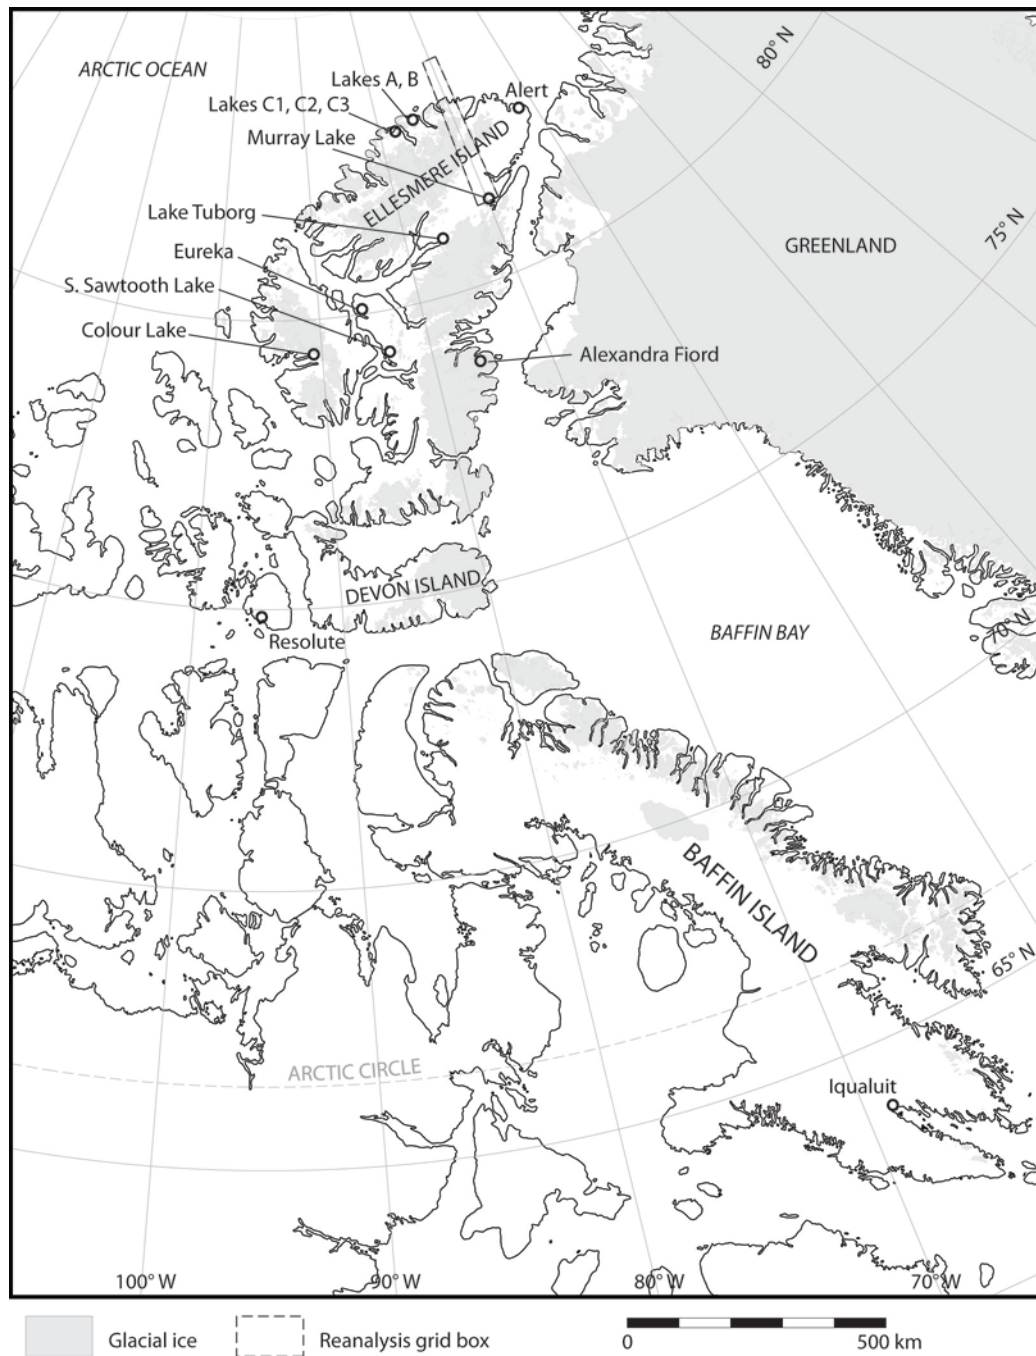 80° N
ARCTIC OCEAN
Lakes A, B
Alert
Lakes C1, C2, C3
Murray Lake
ELLESMERE ISLAND
Lake Tuborg
75° N
GREENLAND
Eureka
S. Sawtooth Lake
Colour Lake
Alexandra Fiord
DEVON ISLAND
70° N
BAFFIN BAY
Resolute
BAFFIN ISLAND
65° N
ARCTIC CIRCLE
Iqualuit
100° W
90° W
80° W
70° W
Glacial ice
Reanalysis grid box
0
500 km